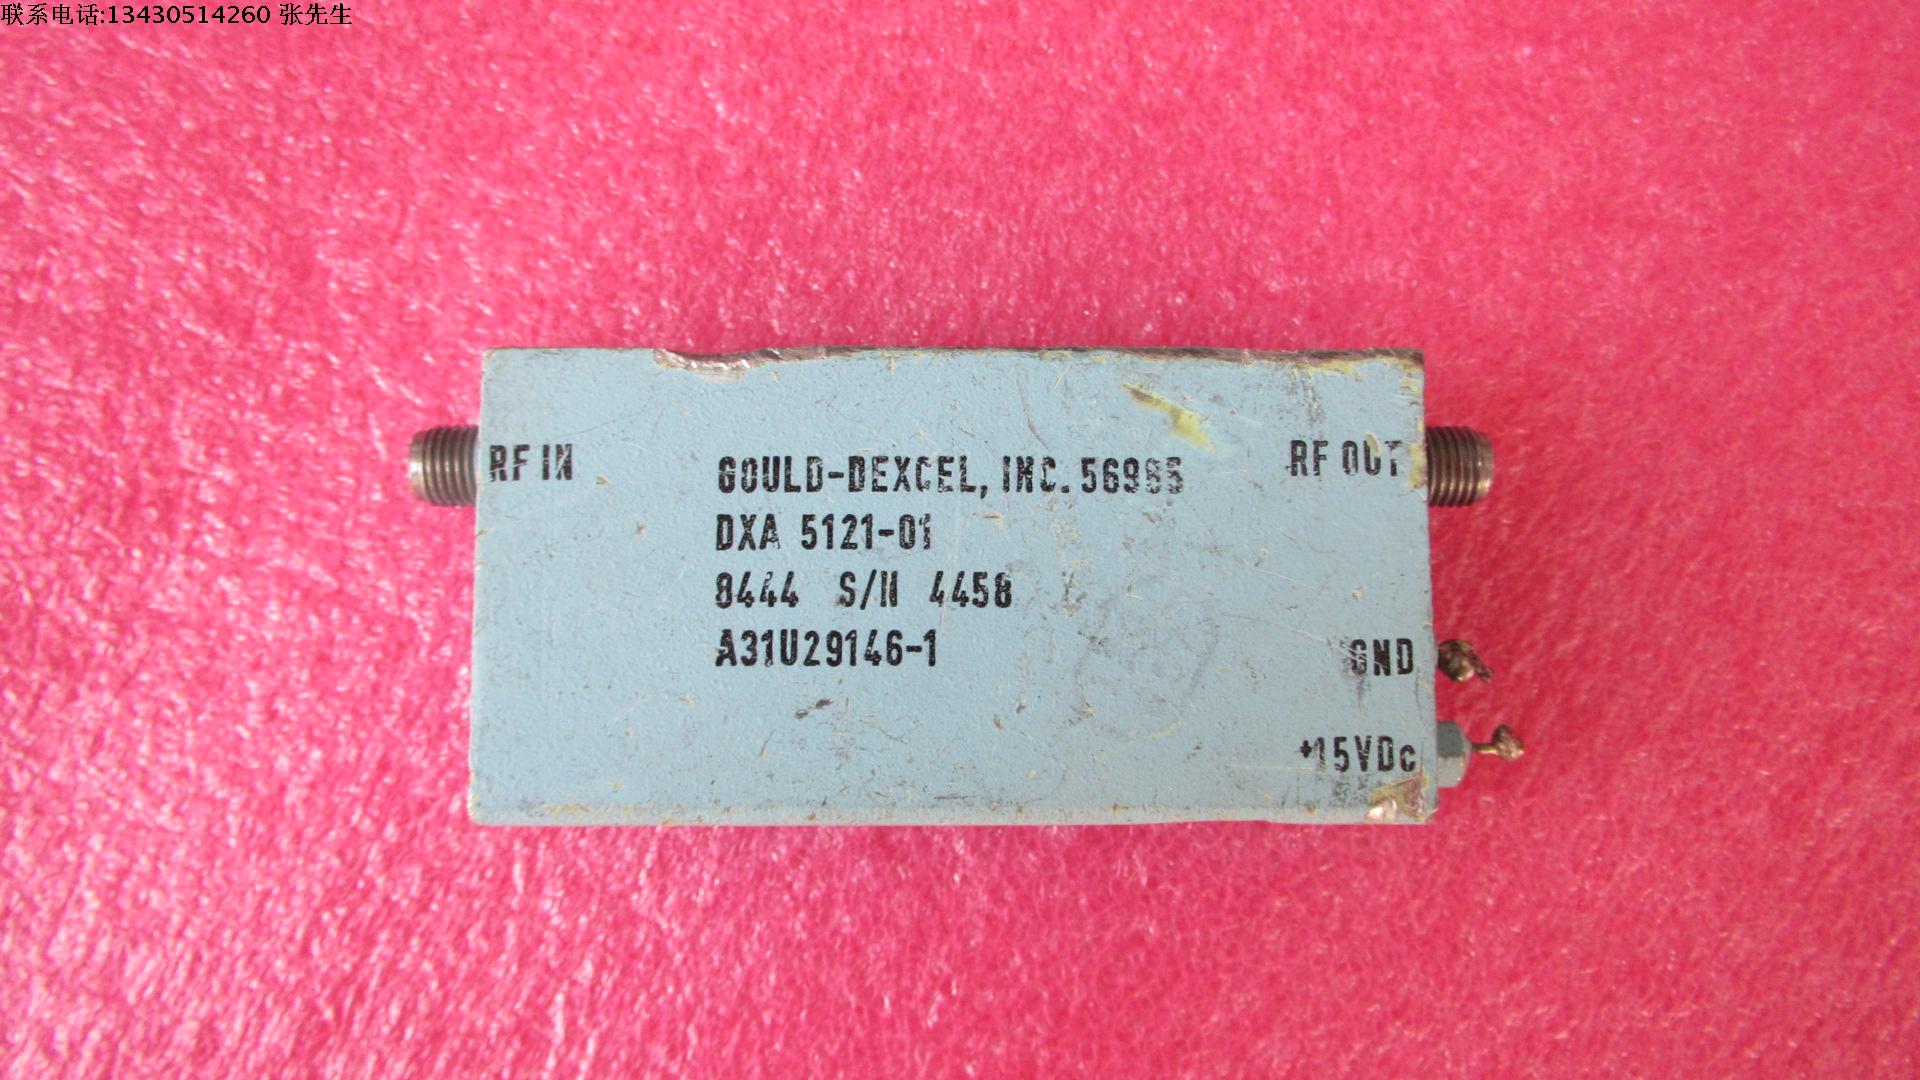 联系电话:13430514260 张先生
RF IN
GOULD-DEXCEL, INC. 56985
RF OUT
DXA 5121-01
8444 S/N 4458
A31U29146-1
GND
+15VDc